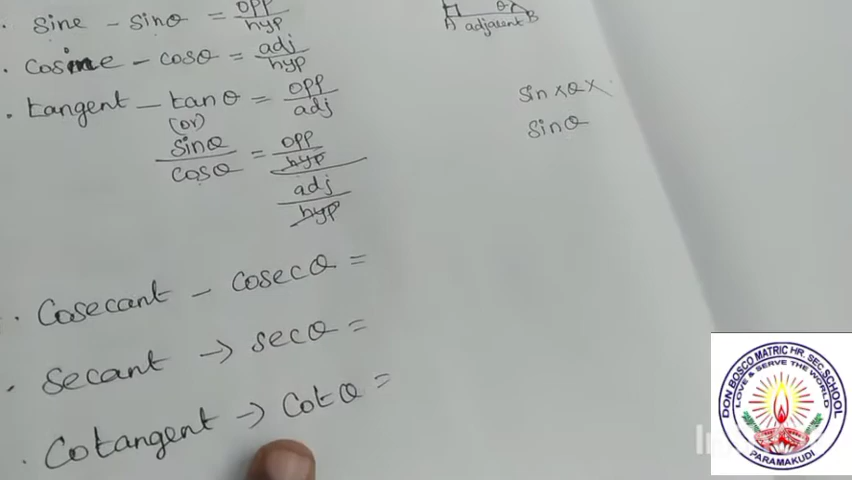 . Sine - sinθ = opp/hyp
. Cosine - cosθ = adj/hyp
. tangent - tanθ = opp/adj
(or)
sinθ/cosθ = opp/hyp / adj/hyp
. Cosecant - cosecθ =
. Secant → secθ =
. Cotangent → Cotθ =
θ
A adjacent B
sin x θ x
sinθ
DON BOSCO MATRIC HR. SEC SCHOOL
LOVE & SERVE THE WORLD
PARAMAKUDI